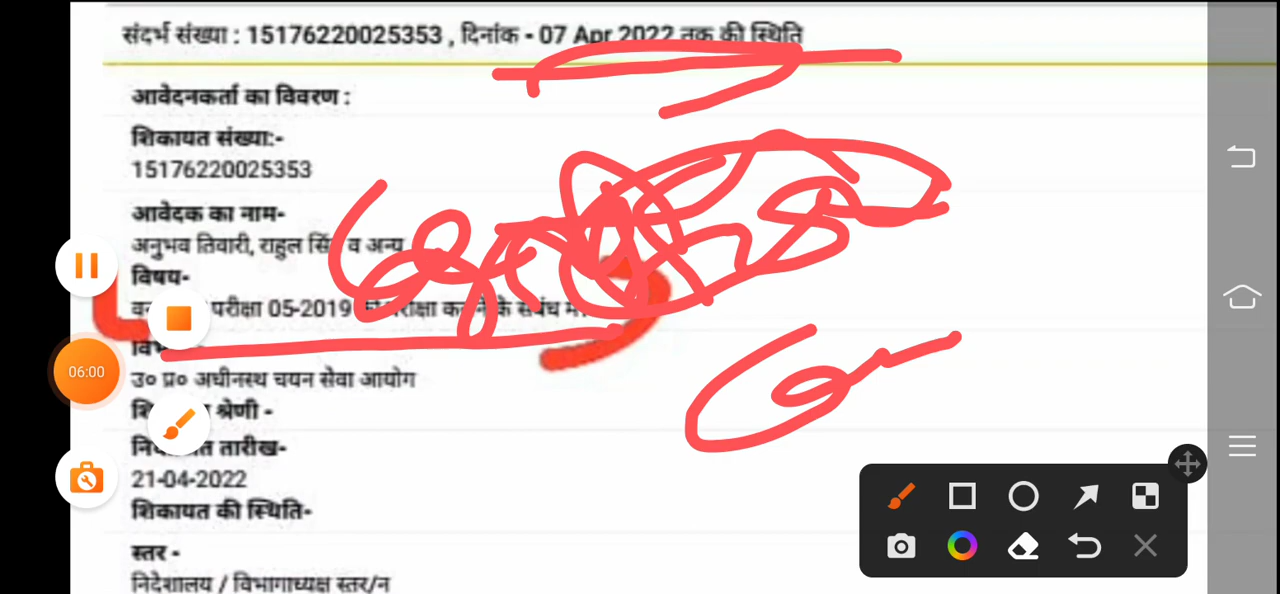 संदर्भ संख्या : 15176220025353 , दिनांक - 07 Apr 2022 तक की स्थिति
आवेदनकर्ता का विवरण :
शिकायत संख्या:-
15176220025353
आवेदक का नाम-
अनुभव तिवारी, राहुल व अन्य
विषय-
परीक्षा 05-2019 के संबंध
उ० प्र० अधीनस्थ चयन सेवा आयोग
श्रेणी -
तारीख-
21-04-2022
शिकायत की स्थिति-
स्तर -
निदेशालय / विभागाध्यक्ष स्तर/न
06:00